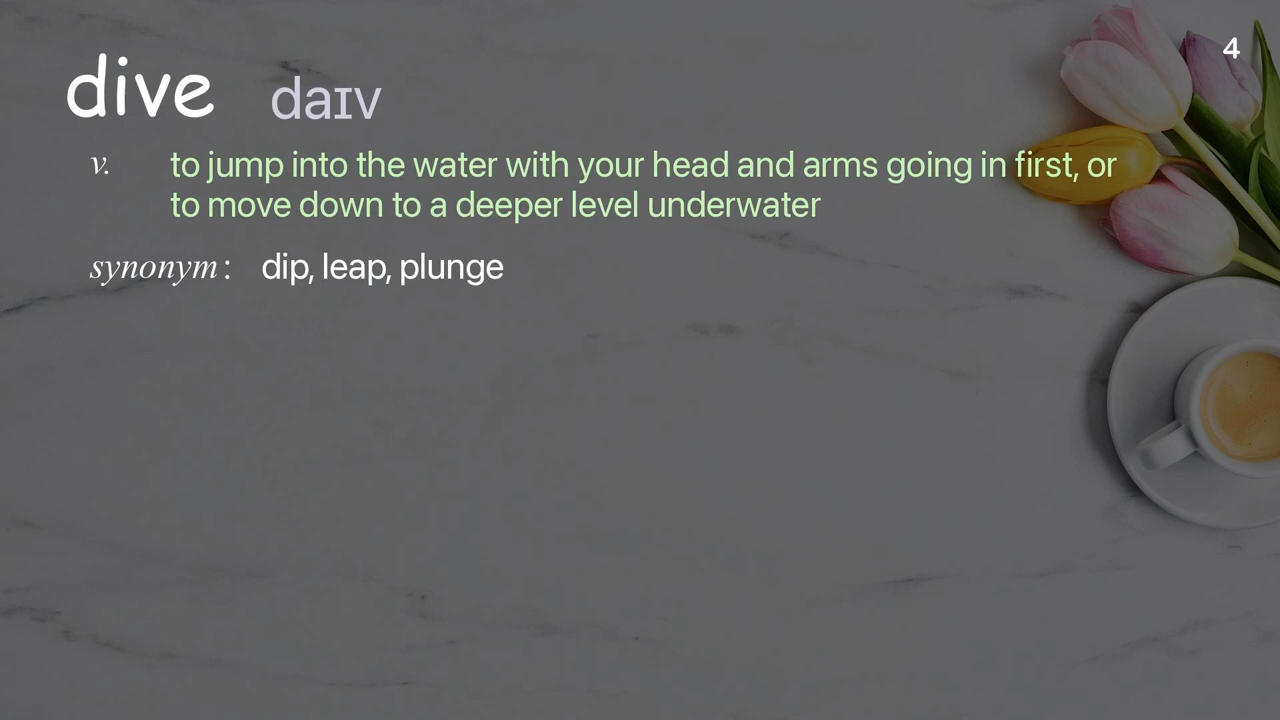 4
dive daɪv
v. to jump into the water with your head and arms going in first, or
to move down to a deeper level underwater
synonym: dip, leap, plunge